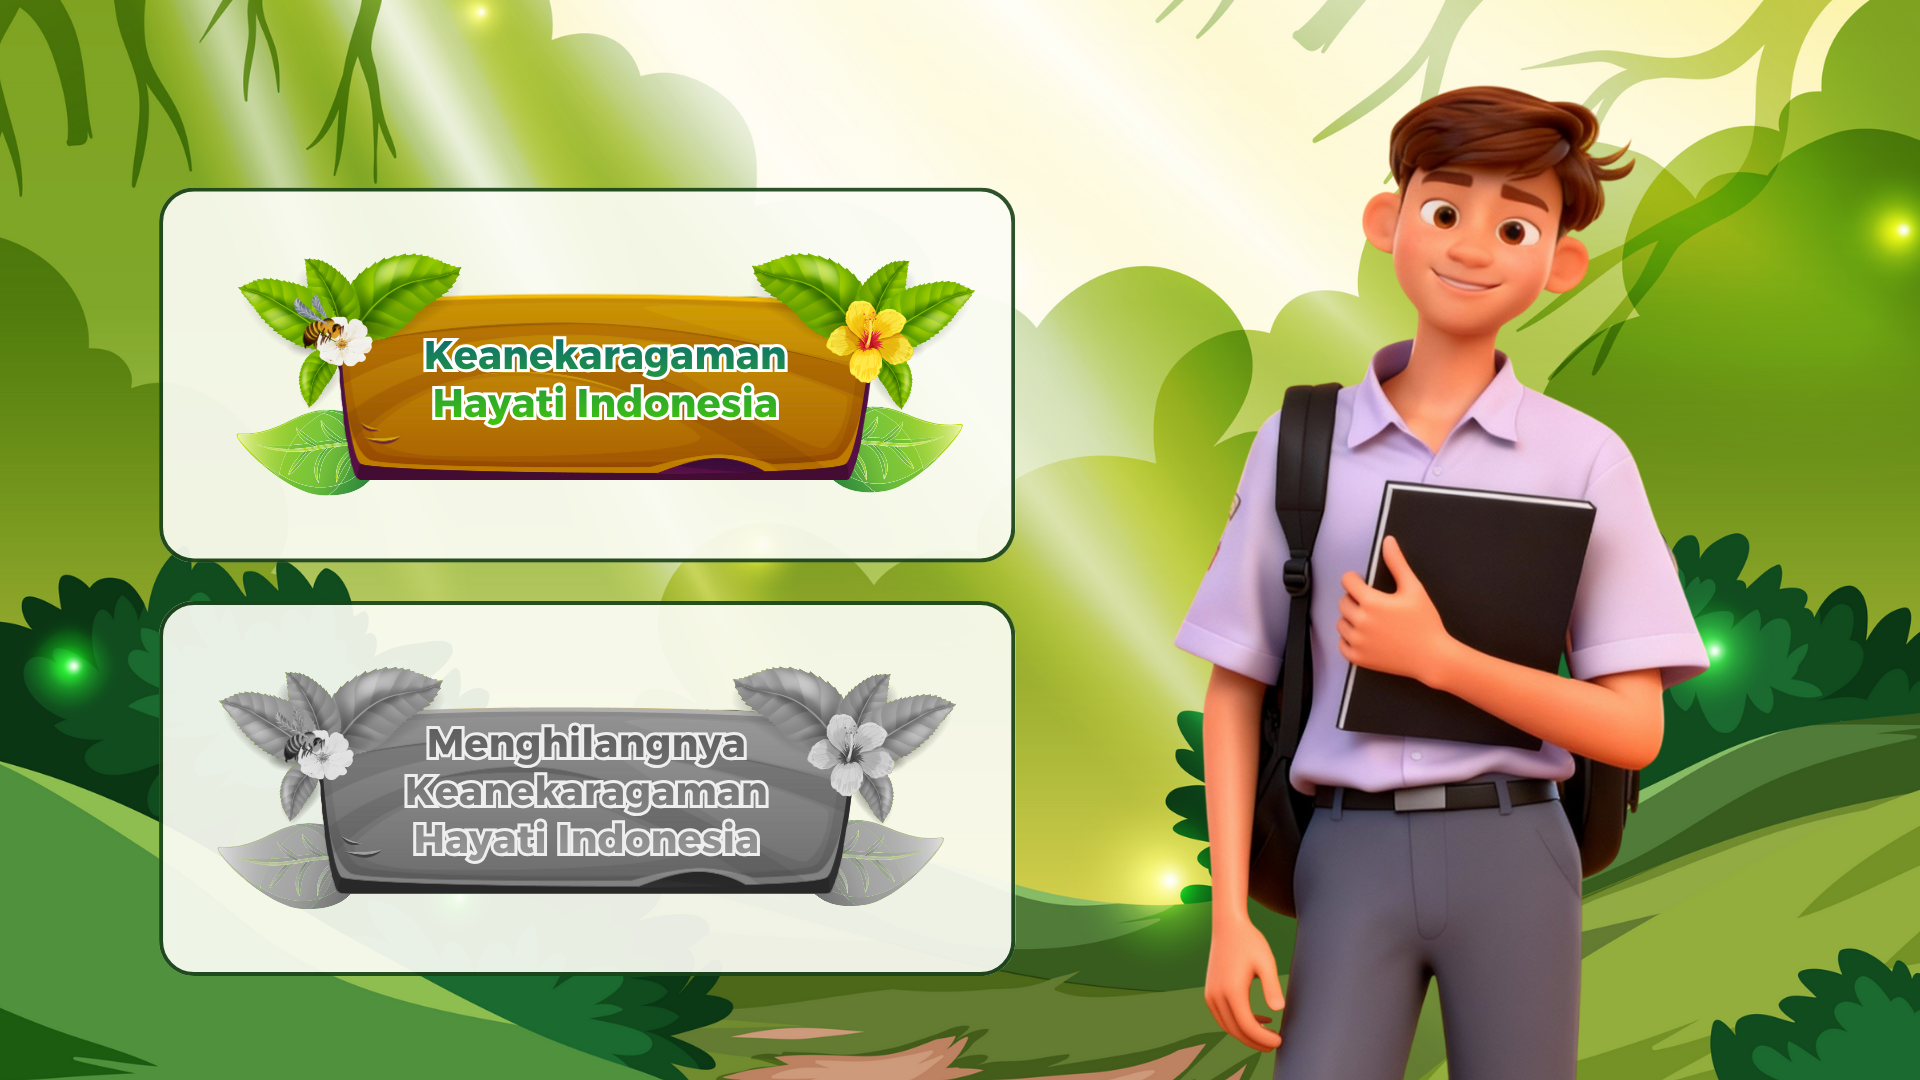 Keanekaragaman
Hayati Indonesia
Menghilangnya
Keanekaragaman
Hayati Indonesia